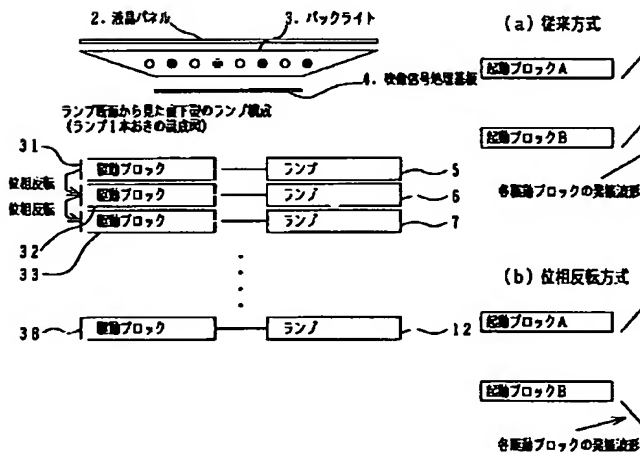 2. 液晶パネル
3. バックライト
4. 映像信号処理基板
ランプ断面から見た直下型のランプ構成
(ランプ1本おきの
31
駆動ブロック
ランプ
5
位相反転
駆動ブロック
ランプ
6
位相反転
駆動ブロック
ランプ
7
32
33
38
駆動ブロック
ランプ
12
(a) 従来方式
起動ブロックA
起動ブロックB
各駆動ブロックの発振波形
(b) 位相反転方式
起動ブロックA
起動ブロックB
各駆動ブロックの発振波形